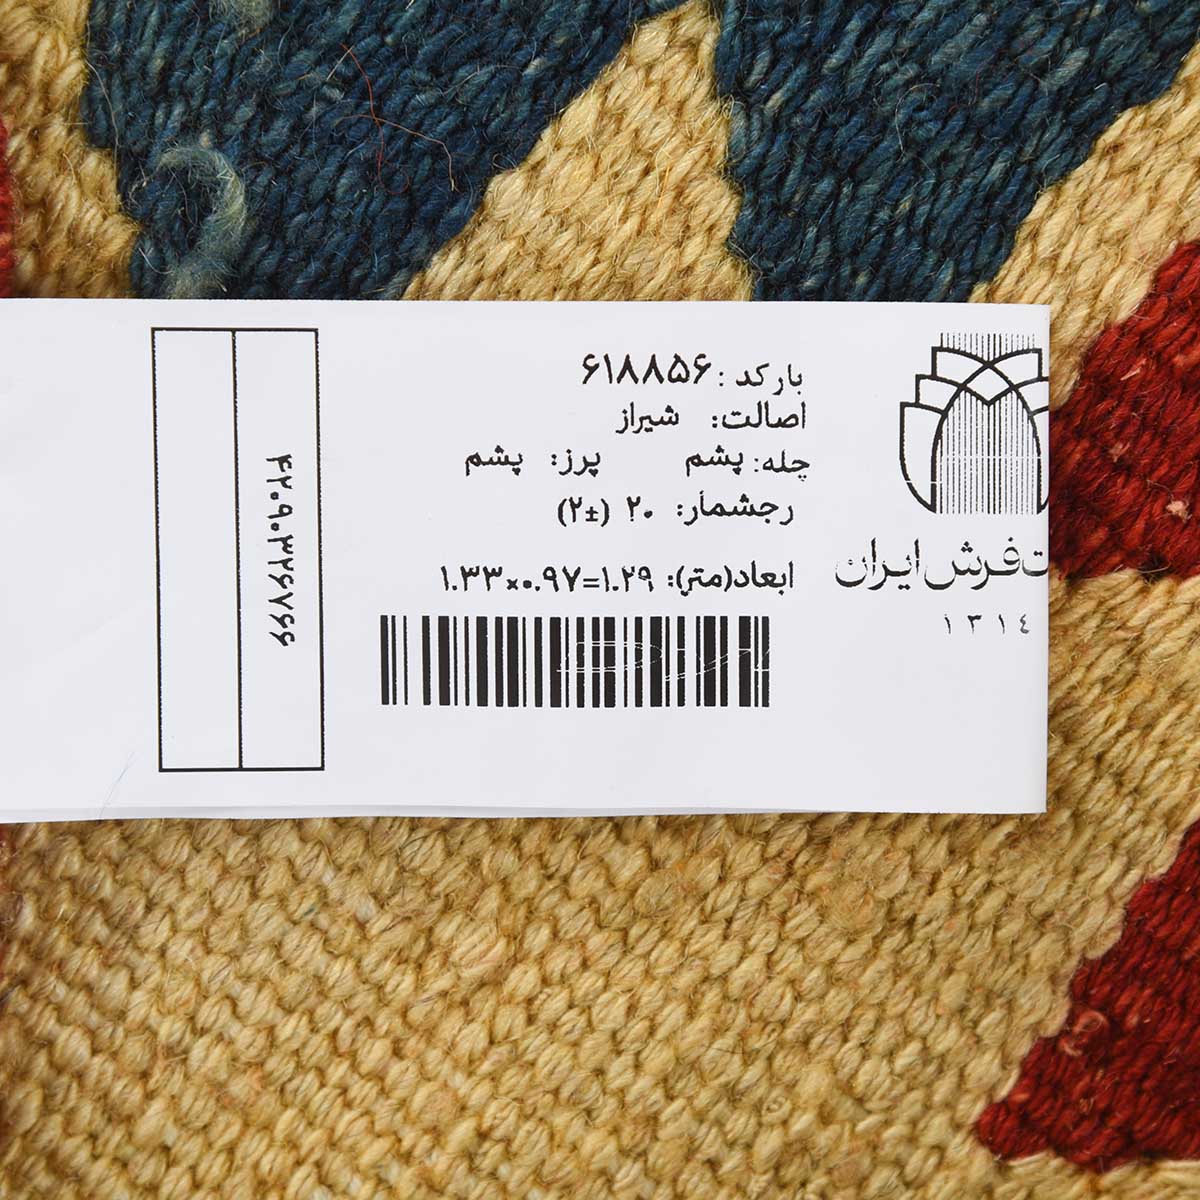 بارکد: ۶۱۸۸۵۶
اصالت: شیراز
چله: پشم پرز: پشم
رجشمار: ۲۰ (±۲)
ابعاد(متر): ۱.۳۳×۰.۹۷=۱.۲۹
فرش ایران
۱۳۱٤
۴۲۰۹۰۳۲۶۷۶۶